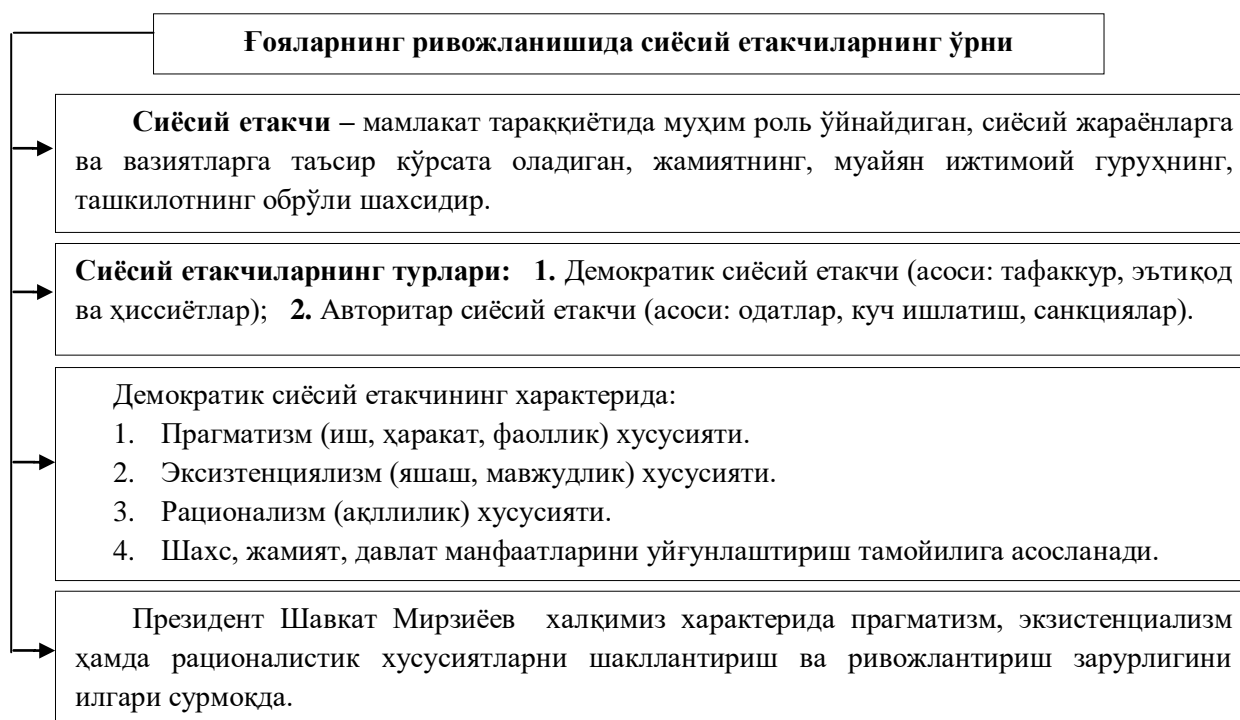 Ғояларнинг ривожланишида сиёсий етакчиларнинг ўрни
Сиёсий етакчи – мамлакат тараққиётида муҳим роль ўйнайдиган, сиёсий жараёнларга
ва вазиятларга таъсир кўрсата оладиган, жамиятнинг, муайян ижтимоий гуруҳнинг,
ташкилотнинг обрўли шахсидир.
Сиёсий етакчиларнинг турлари: 1. Демократик сиёсий етакчи (асоси: тафаккур, эътиқод
ва ҳиссиётлар); 2. Авторитар сиёсий етакчи (асоси: одатлар, куч ишлатиш, санкциялар).
Демократик сиёсий етакчининг характерида:
1. Прагматизм (иш, ҳаракат, фаоллик) хусусияти.
2. Эксизтенциялизм (яшаш, мавжудлик) хусусияти.
3. Рационализм (ақллилик) хусусияти.
4. Шахс, жамият, давлат манфаатларини уйғунлаштириш тамойилига асосланади.
Президент Шавкат Мирзиёев халқимиз характерида прагматизм, экзистенциализм
ҳамда рационалистик хусусиятларни шакллантириш ва ривожлантириш зарурлигини
илгари сурмоқда.